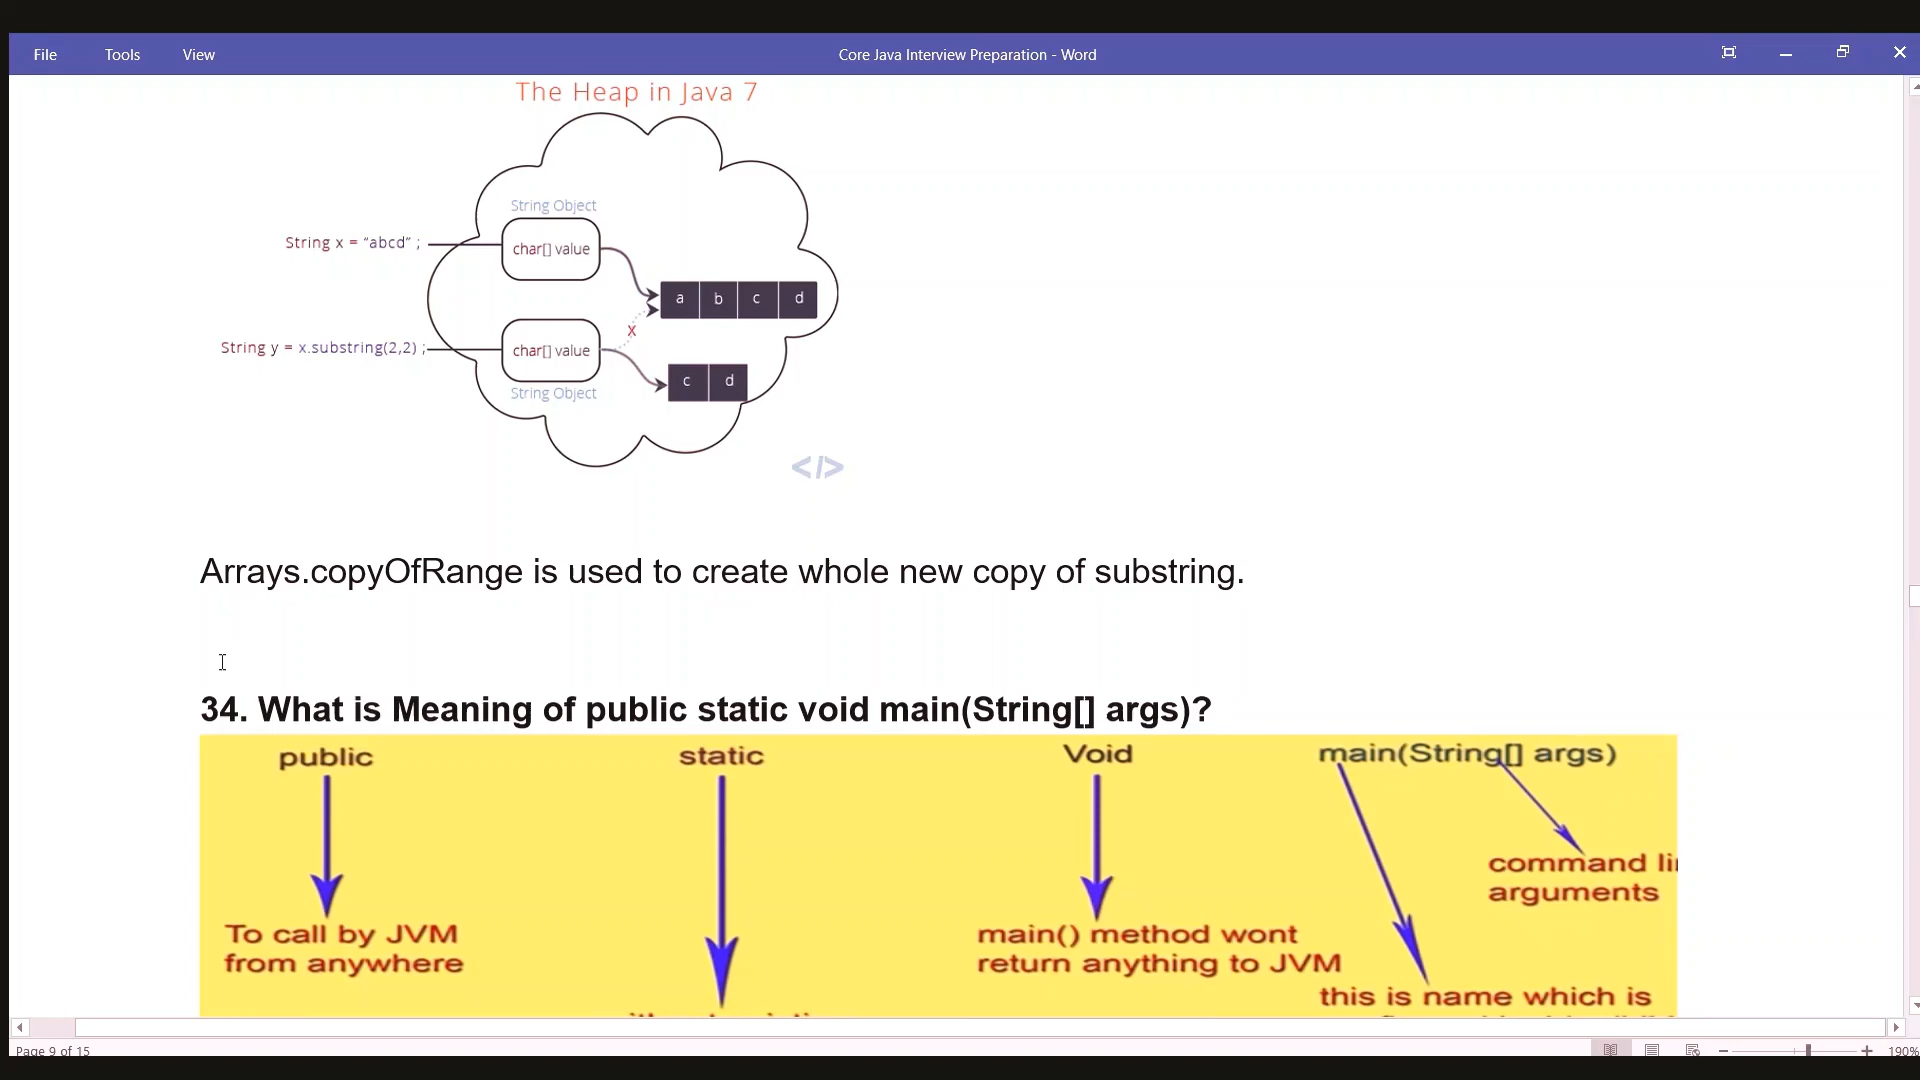 File Tools View Core Java Interview Preparation - Word
The Heap in Java 7
String Object
String x = “abcd” ; char[] value
a b c d
x
String y = x.substring(2,2) ; char[] value
c d
String Object
</>
Arrays.copyOfRange is used to create whole new copy of substring.
34. What is Meaning of public static void main(String[] args)?
public static Void main(String[] args)
command
arguments
To call by JVM
from anywhere
main() method wont
return anything to JVM
this is name which is
Page 9 of 15 190%